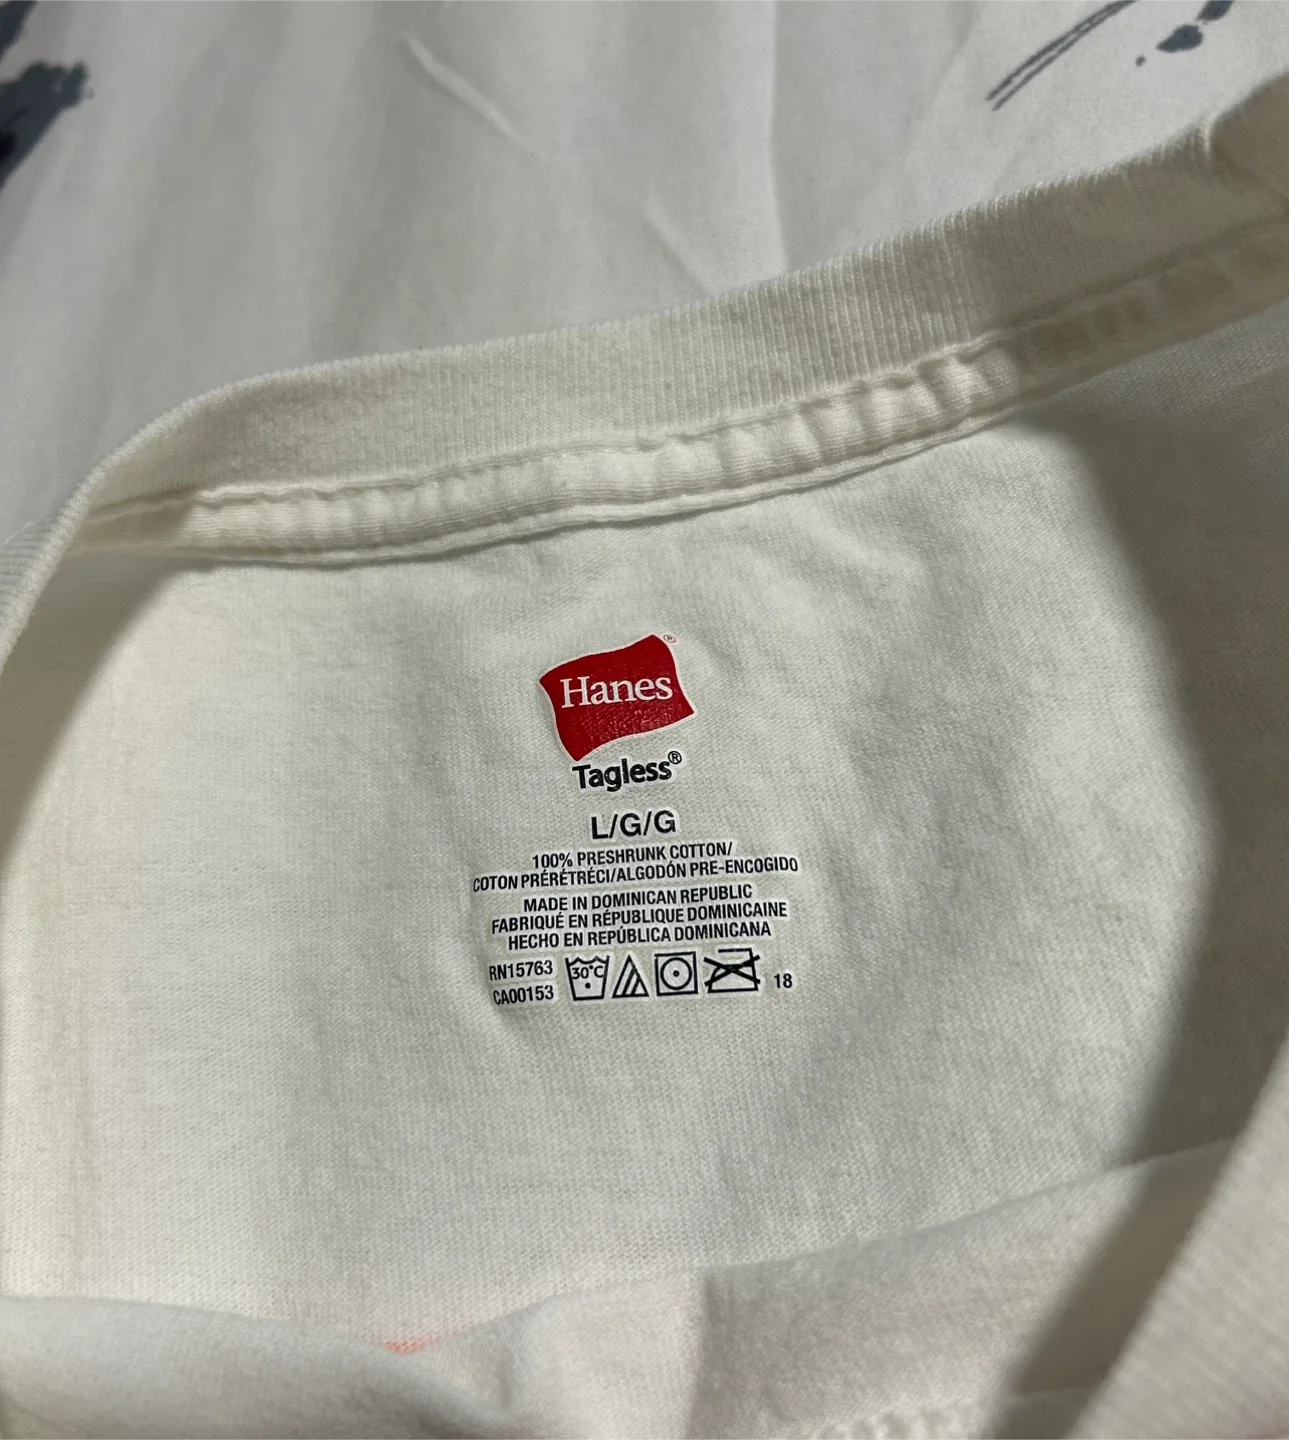 Hanes®
Tagless®
L/G/G
100% PRESHRUNK COTTON/
COTON PRÉRÉTRÉCI/ALGODÓN PRE-ENCOGIDO
MADE IN DOMINICAN REPUBLIC
FABRIQUÉ EN RÉPUBLIQUE DOMINICAINE
HECHO EN REPÚBLICA DOMINICANA
RN15763
CA00153
30°C
18